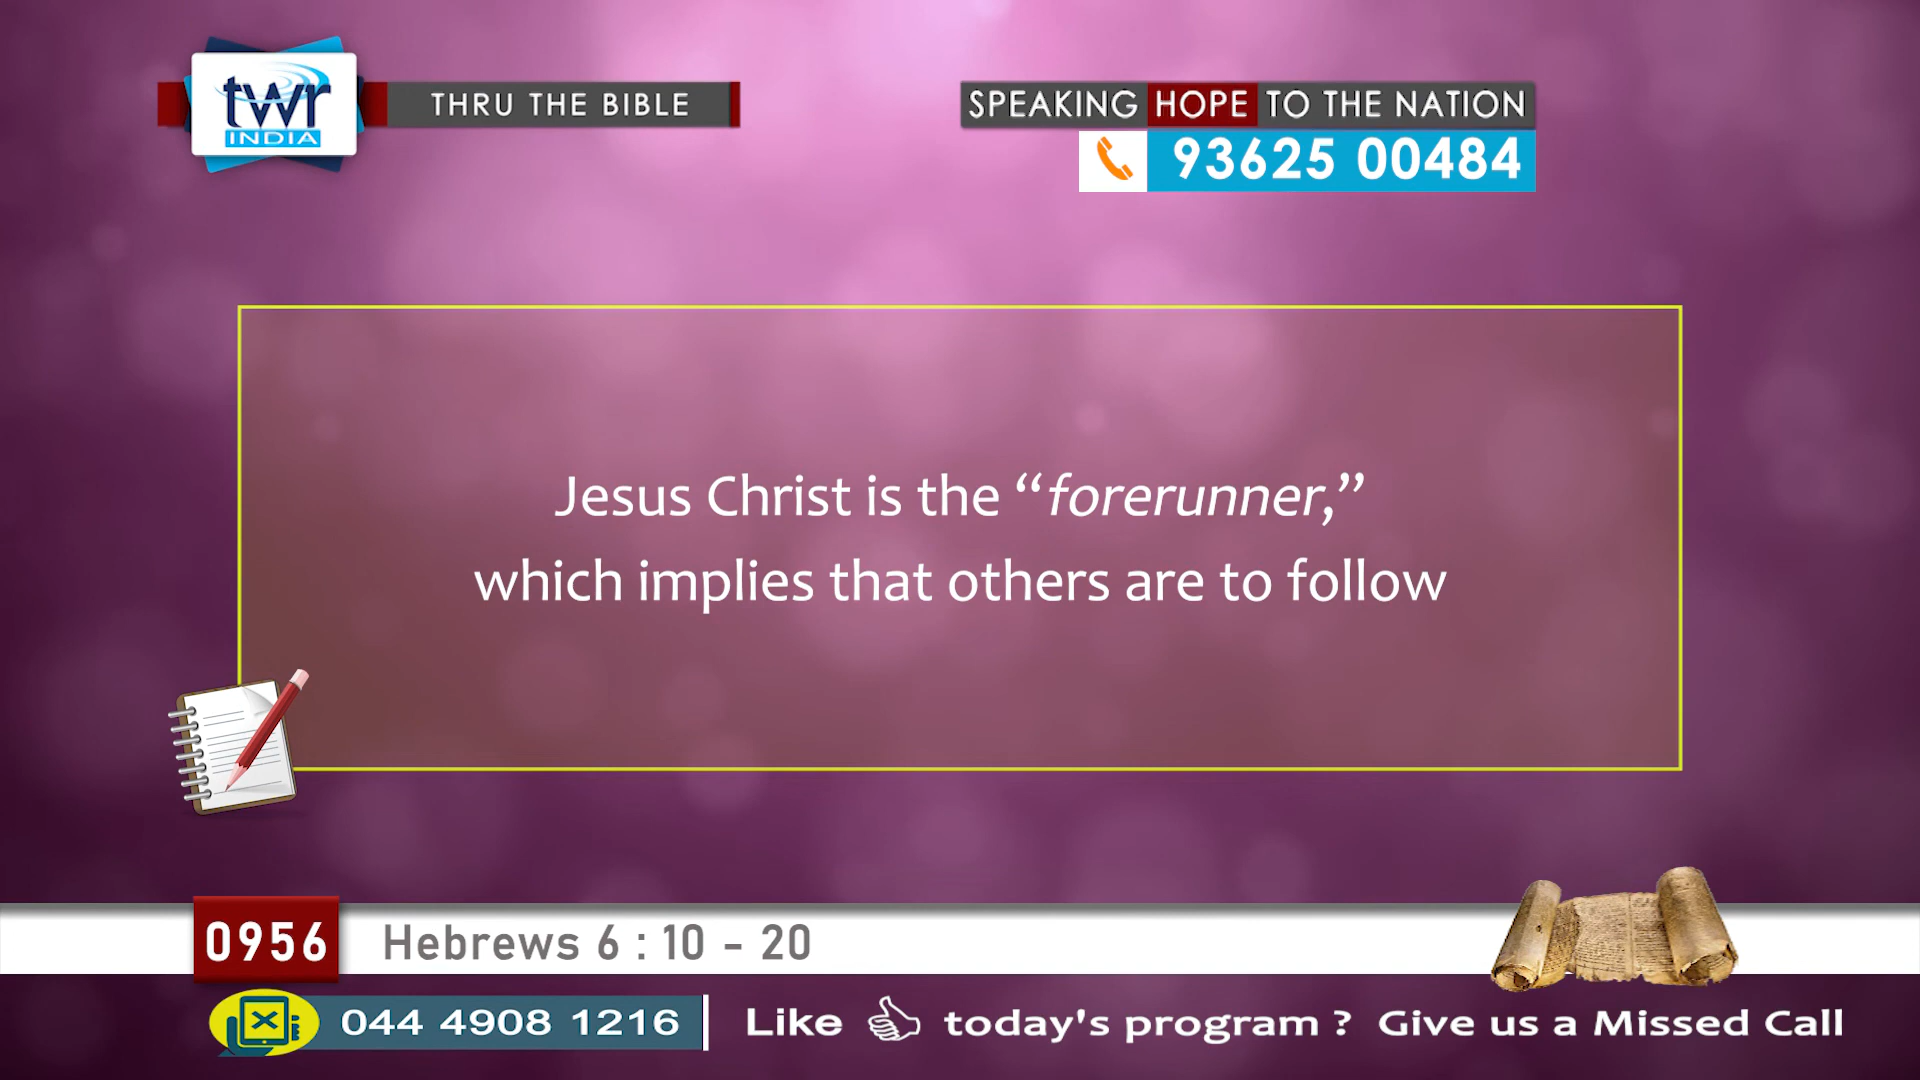 twr
INDIA
THRU THE BIBLE
SPEAKING HOPE TO THE NATION
93625 00484
Jesus Christ is the “forerunner,”
which implies that others are to follow
0956 Hebrews 6 : 10 - 20
044 4908 1216 Like today's program ? Give us a Missed Call